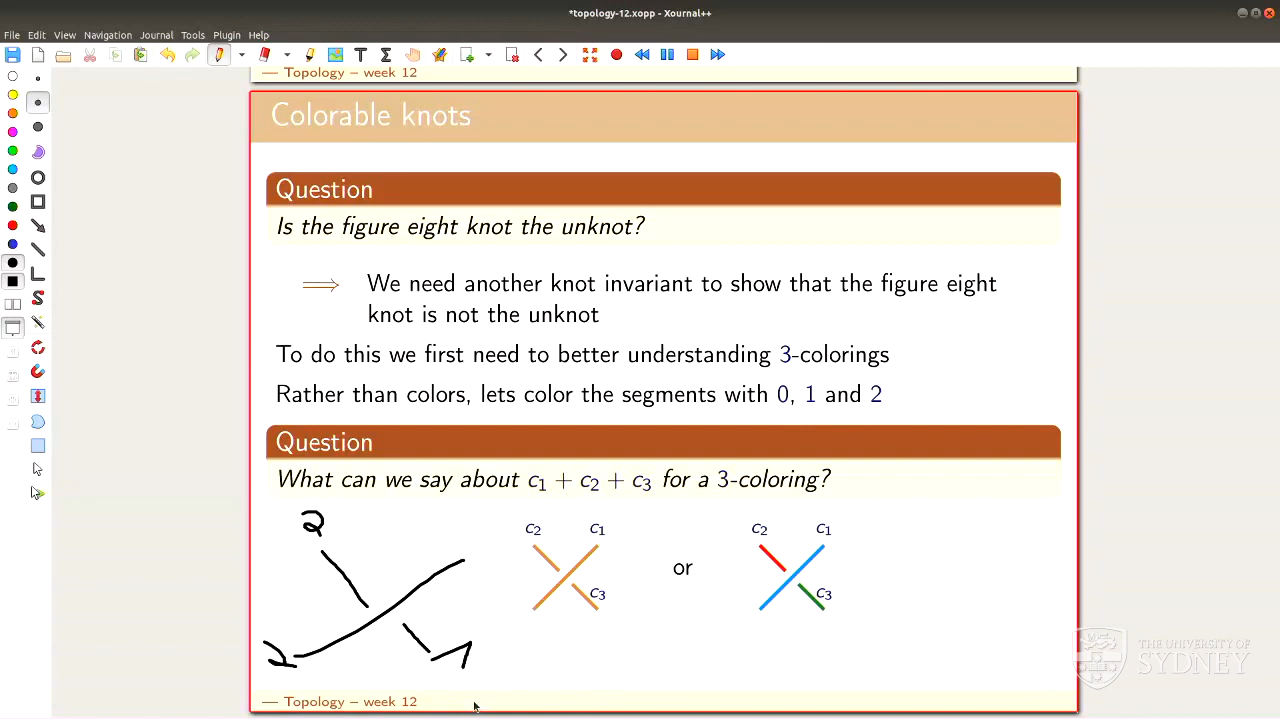 *topology-12.xopp - Xournal++
File Edit View Navigation Journal Tools Plugin Help
— Topology – week 12
Colorable knots
Question
Is the figure eight knot the unknot?
⟹ We need another knot invariant to show that the figure eight
knot is not the unknot
To do this we first need to better understanding 3-colorings
Rather than colors, lets color the segments with 0, 1 and 2
Question
What can we say about c₁ + c₂ + c₃ for a 3-coloring?
2
c₂ c₁
c₂ c₁
or
c₃
c₃
2 1
THE UNIVERSITY OF
SYDNEY
— Topology – week 12